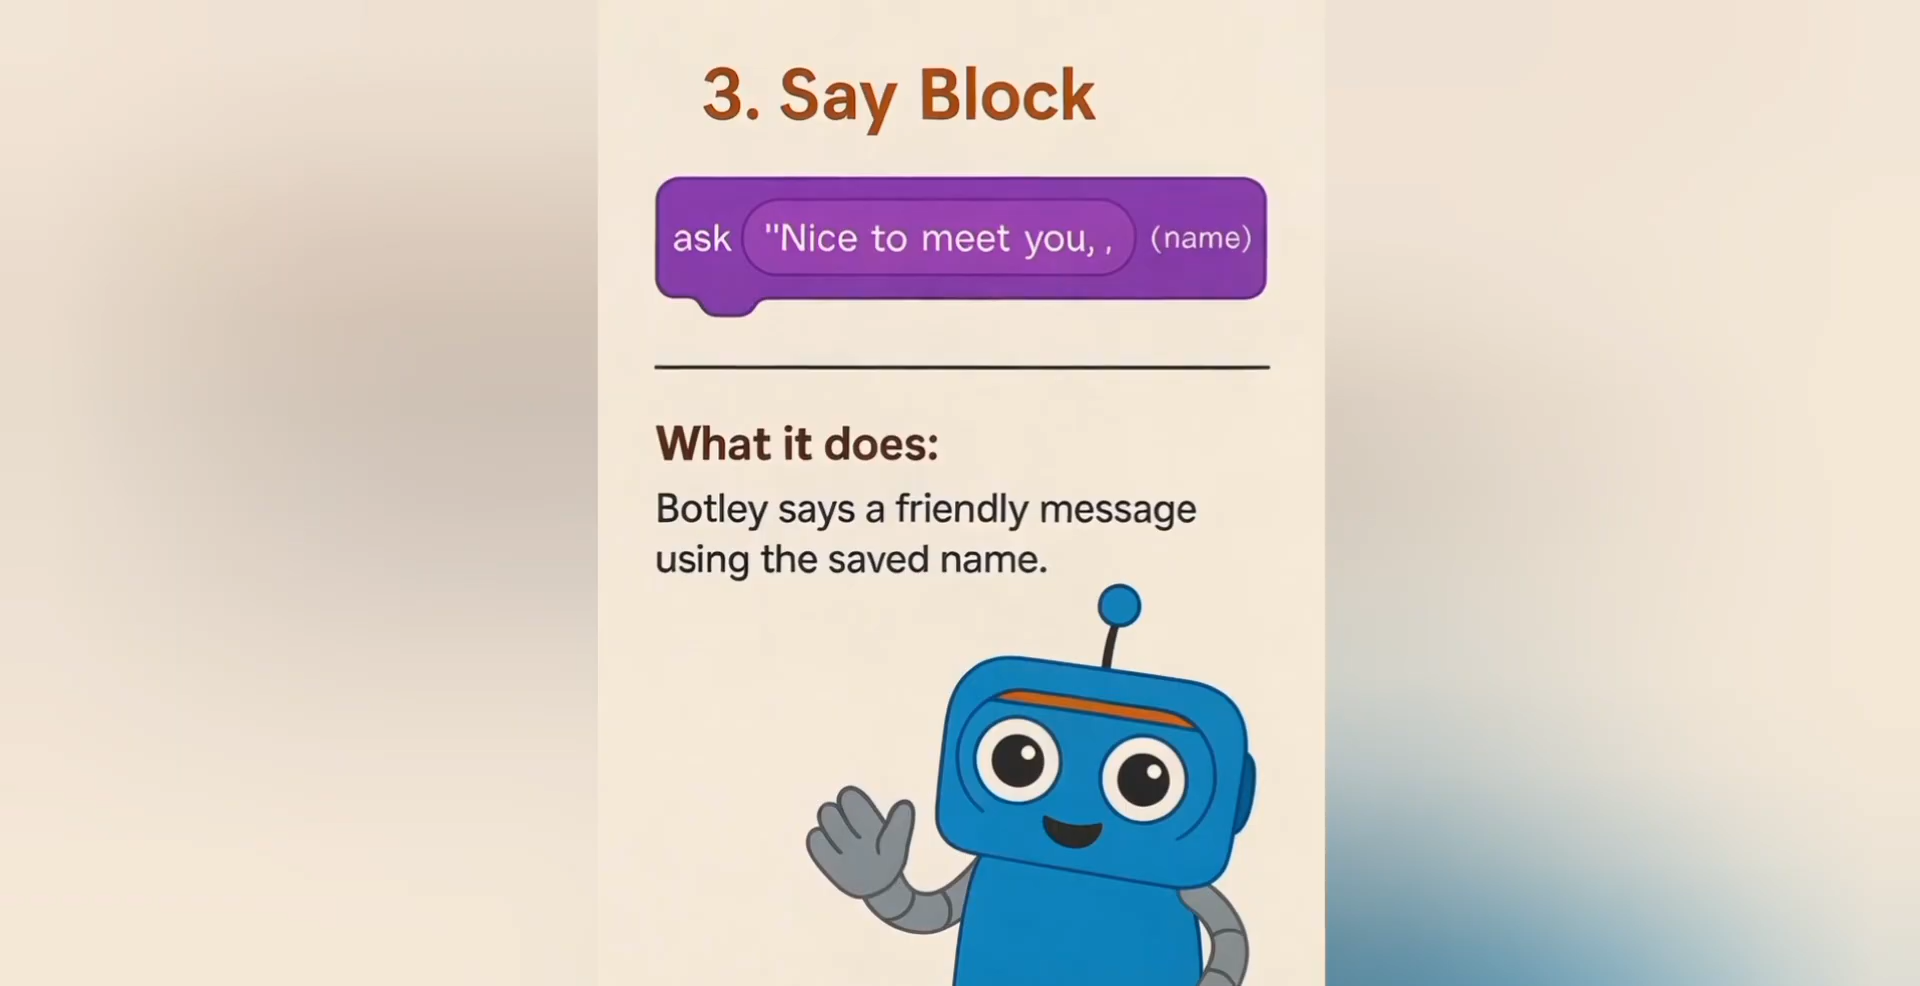 3. Say Block
ask "Nice to meet you, , (name)
What it does:
Botley says a friendly message
using the saved name.